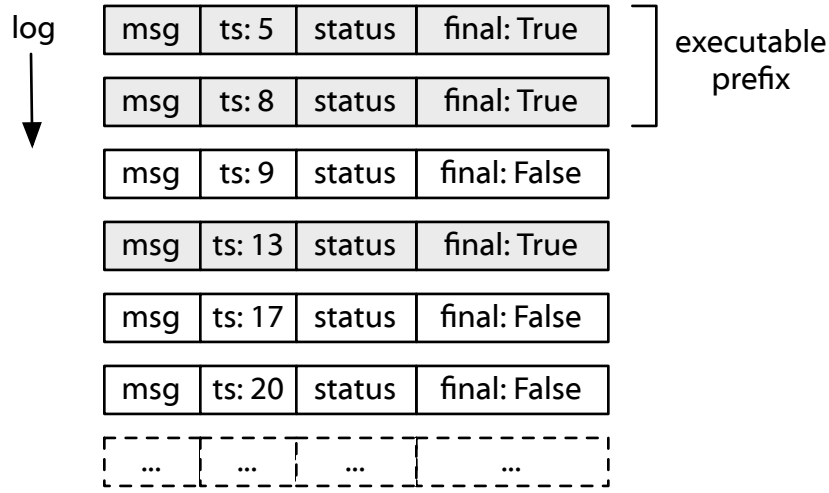 log
msg ts: 5 status final: True
executable
prefix
msg ts: 8 status final: True
msg ts: 9 status final: False
msg ts: 13 status final: True
msg ts: 17 status final: False
msg ts: 20 status final: False
... ... ... ...